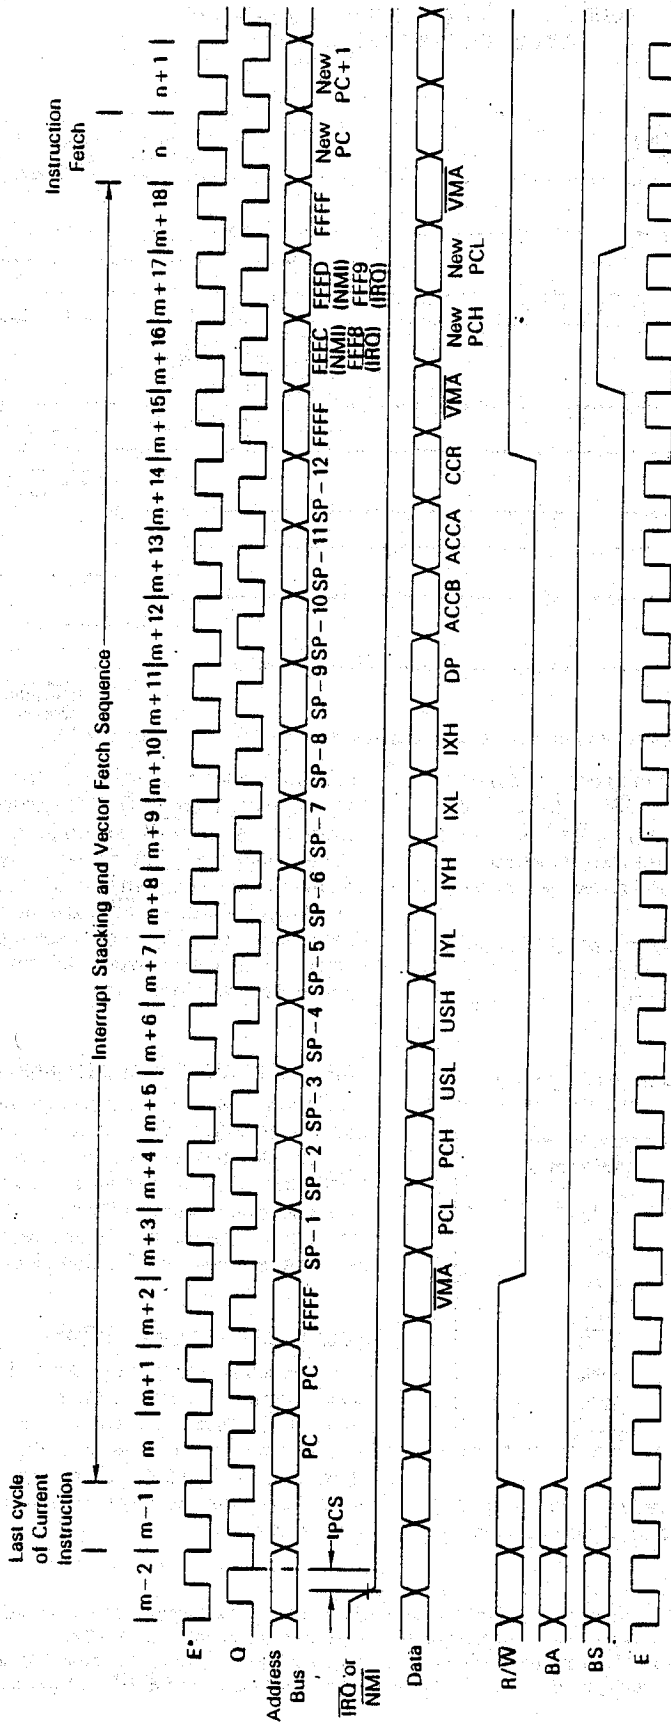 Last cycle
of Current
Instruction
Interrupt Stacking and Vector Fetch Sequence
Instruction
Fetch
| m-2 | m-1 | m | m+1 | m+2 | m+3 | m+4 | m+5 | m+6 | m+7 | m+8 | m+9 | m+10 | m+11 | m+12 | m+13 | m+14 | m+15 | m+16 | m+17 | m+18 | n | n+1 |
E*
Q
Address
Bus
PC PC FFFF SP-1 SP-2 SP-3 SP-4 SP-5 SP-6 SP-7 SP-8 SP-9 SP-10 SP-11 SP-12 FFFF
FFFC
(NMI)
FFF8
(IRQ)
FFFD
(NMI)
FFF9
(IRQ)
FFFF
New
PC
New
PC+1
tPCS
IRQ or
NMI
Data
VMA PCL PCH USL USH IYL IYH IXL IXH DP ACCB ACCA CCR VMA
New
PCH
New
PCL
VMA
R/W
BA
BS
E